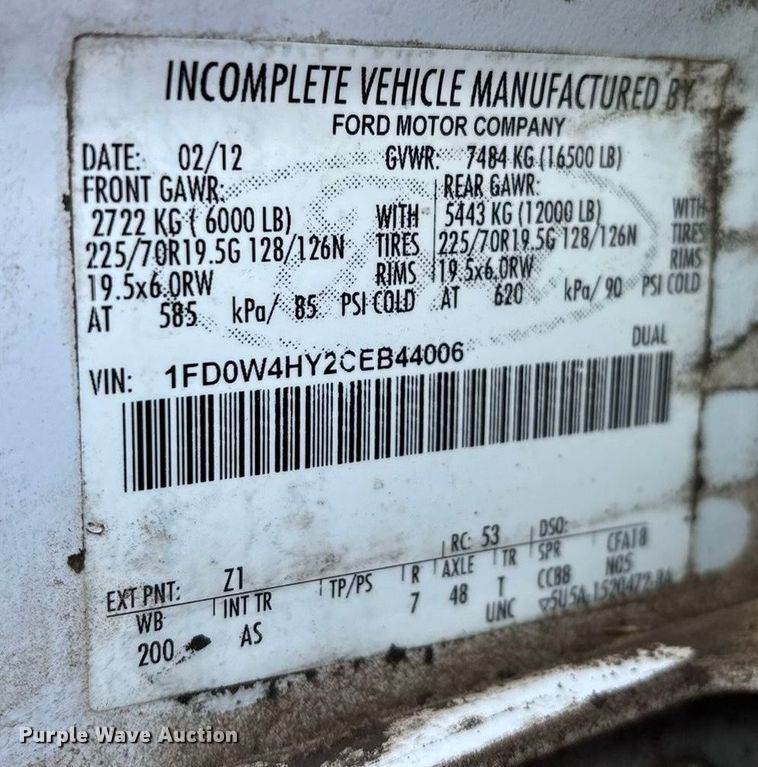 INCOMPLETE VEHICLE MANUFACTURED BY
FORD MOTOR COMPANY
DATE: 02/12 GVWR: 7484 KG (16500 LB)
FRONT GAWR: REAR GAWR:
2722 KG ( 6000 LB) WITH 5443 KG (12000 LB) WITH
225/70R19.5G 128/126N TIRES 225/70R19.5G 128/126N TIRES
19.5x6.0RW RIMS 19.5x6.0RW RIMS
AT 585 kPa/ 85 PSI COLD AT 620 kPa/ 90 PSI COLD
VIN: 1FD0W4HY2CEB44006 DUAL
EXT PNT: Z1 RC: 53 DSO:
WB INT TR TP/PS R AXLE TR SPR CFA18
200 AS 7 48 T CCB8 NGS
UNC
Purple Wave Auction